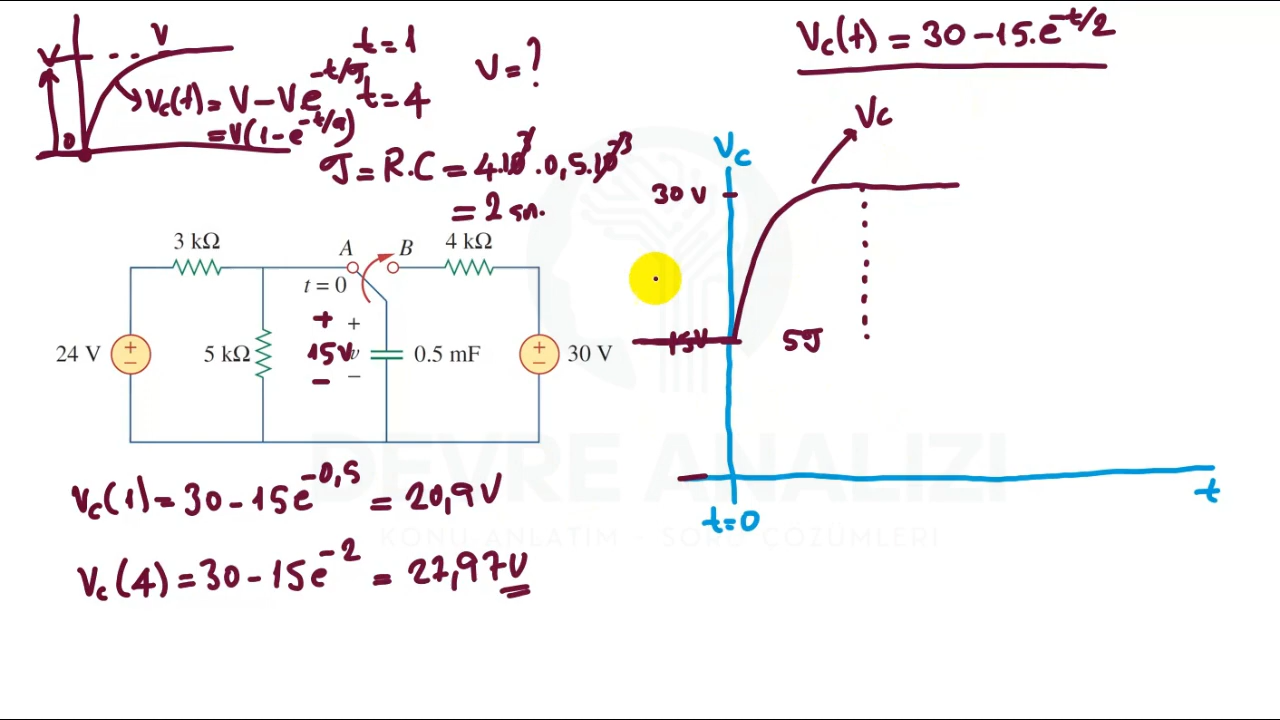 V
V
0
Vc(t) = V - Ve^-t/τ
= V(1-e^-t/τ)
t=1
t=4
V=?
τ = R.C = 4.10^3.0,5.10^-3
= 2 sn.
3 kΩ
A
B
4 kΩ
t = 0
24 V
+
−
5 kΩ
+
15V
−
+
v
−
0.5 mF
+
−
30 V
Vc(1) = 30 - 15e^-0,5 = 20,9V
Vc(4) = 30 - 15e^-2 = 27,97V
Vc(t) = 30 - 15.e^-t/2
Vc
Vc
30 V
15V
5τ
t
t=0
DEVRE ANALIZI
KONU ANLATIM - SORU ÇÖZÜMLERİ